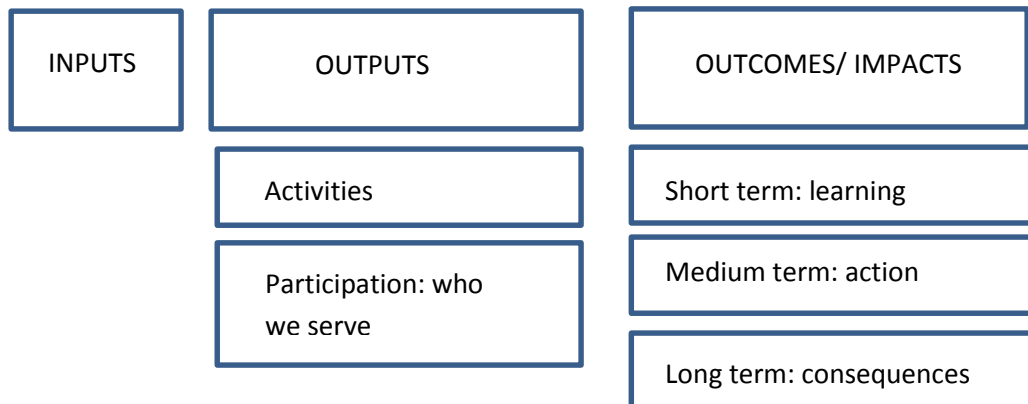 INPUTS
OUTPUTS
OUTCOMES/ IMPACTS
Activities
Participation: who
we serve
Short term: learning
Medium term: action
Long term: consequences